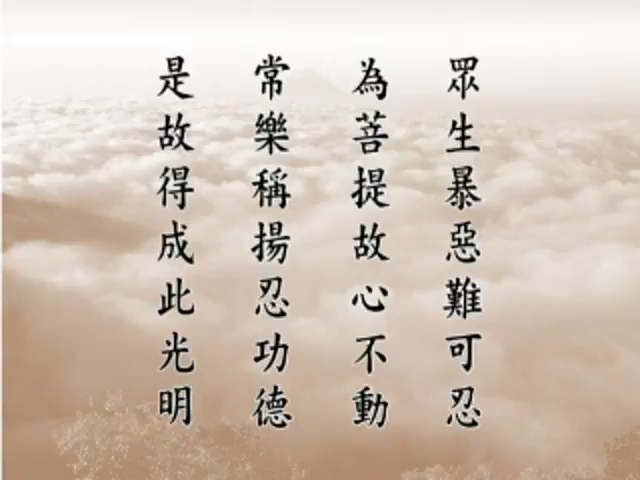 眾生暴惡難可忍
為菩提故心不動
常樂稱揚忍功德
是故得成此光明